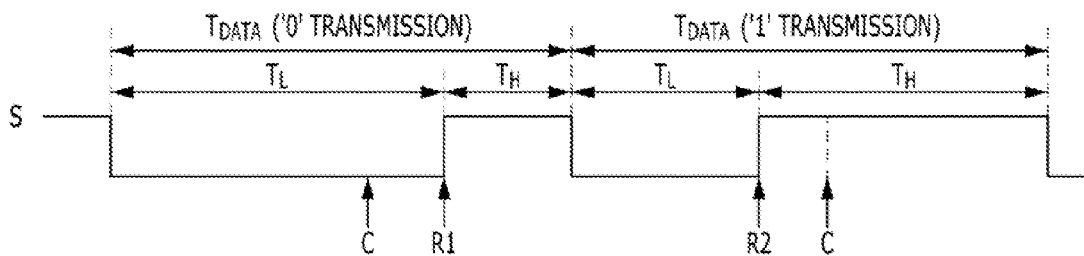 TDATA ('0' TRANSMISSION) TDATA ('1' TRANSMISSION)
TL TH TL TH
S
C R1 R2 C